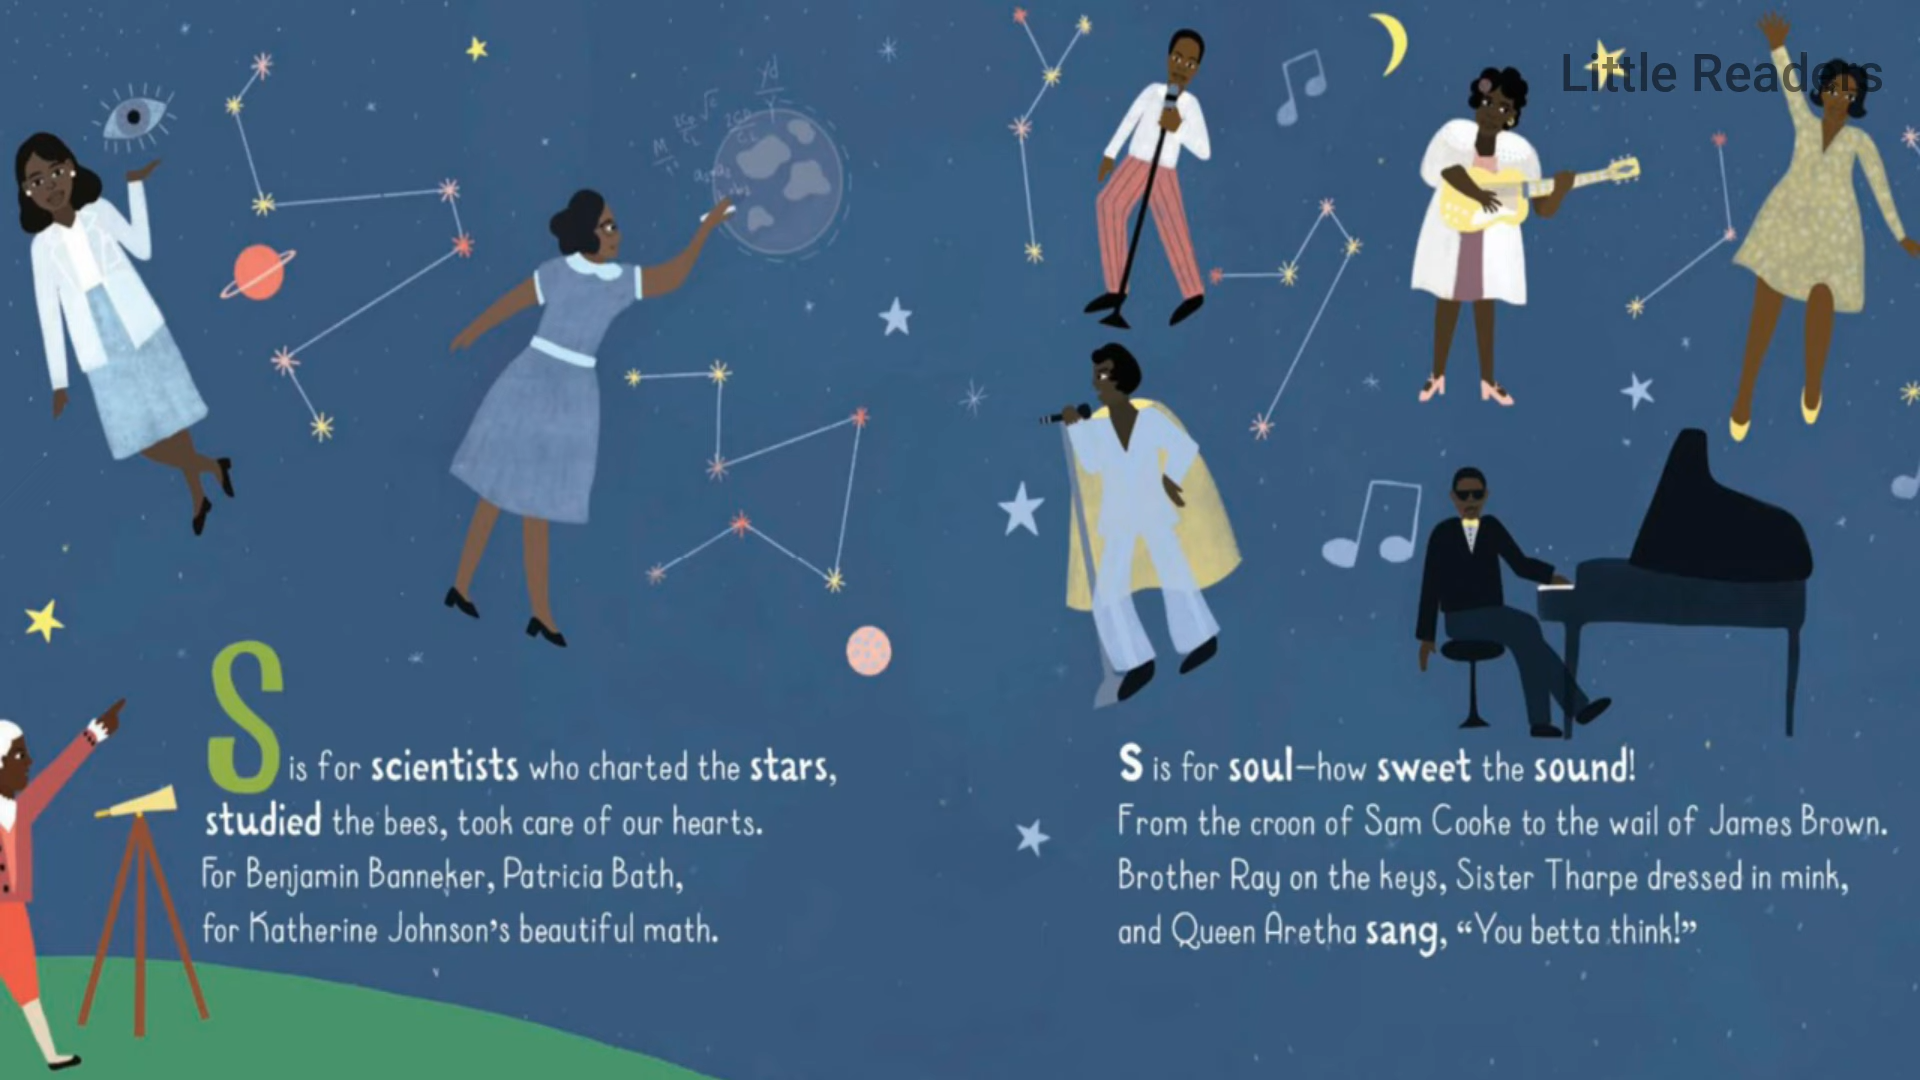 Little Readers
S is for scientists who charted the stars,
studied the bees, took care of our hearts.
For Benjamin Banneker, Patricia Bath,
for Katherine Johnson's beautiful math.
S is for soul—how sweet the sound!
From the croon of Sam Cooke to the wail of James Brown.
Brother Ray on the keys, Sister Tharpe dressed in mink,
and Queen Aretha sang, “You betta think!”